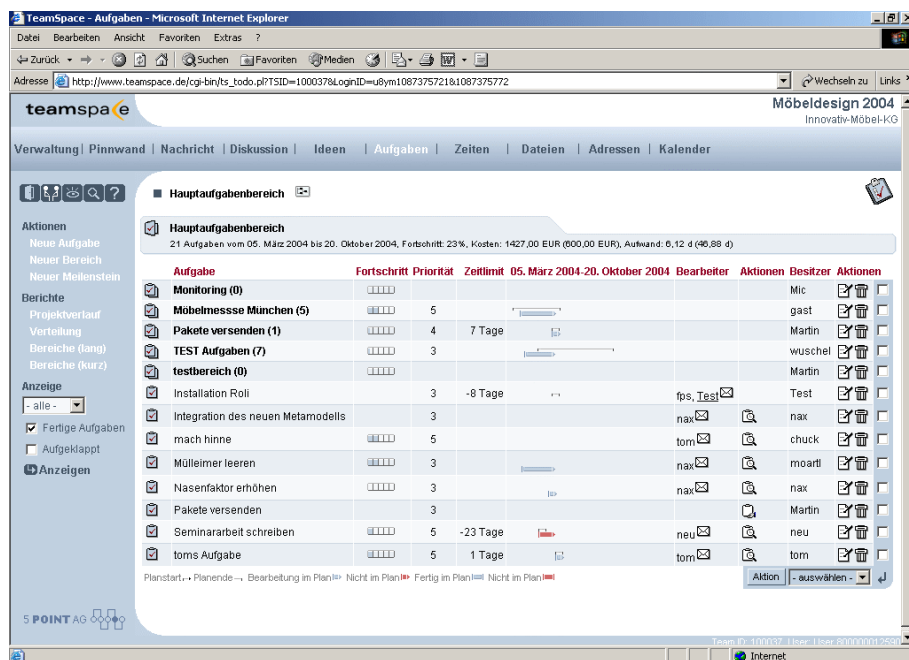 TeamSpace - Aufgaben - Microsoft Internet Explorer
Datei Bearbeiten Ansicht Favoriten Extras ?
Zurück Suchen Favoriten Medien
Adresse http://www.teamspace.de/cgi-bin/ts_todo.pl?TSID=100037&LoginID=u8ym1087375721&1087375772 Wechseln zu Links
teamspace Möbeldesign 2004
Innovativ-Möbel-KG
Verwaltung | Pinnwand | Nachricht | Diskussion | Ideen | Aufgaben | Zeiten | Dateien | Adressen | Kalender
Hauptaufgabenbereich
Aktionen
Neue Aufgabe
Neuer Bereich
Neuer Meilenstein
Berichte
Projektverlauf
Verteilung
Bereiche (lang)
Bereiche (kurz)
Anzeige
- alle -
Fertige Aufgaben
Aufgeklappt
Anzeigen
5 POINT AG
Hauptaufgabenbereich
21 Aufgaben vom 05. März 2004 bis 20. Oktober 2004, Fortschritt: 23%, Kosten: 1427,00 EUR (600,00 EUR), Aufwand: 6,12 d (46,88 d)
Aufgabe Fortschritt Priorität Zeitlimit 05. März 2004-20. Oktober 2004 Bearbeiter Aktionen Besitzer Aktionen
Monitoring (0) Mic
Möbelmessse München (5) 5 gast
Pakete versenden (1) 4 7 Tage Martin
TEST Aufgaben (7) 3 wuschel
testbereich (0) Martin
Installation Roli 3 -8 Tage fps, Test Test
Integration des neuen Metamodells 3 nax nax
mach hinne 5 tom chuck
Mülleimer leeren 3 nax moartl
Nasenfaktor erhöhen 3 nax nax
Pakete versenden 3 Martin
Seminararbeit schreiben 5 -23 Tage neu neu
toms Aufgabe 5 1 Tage tom tom
Planstart Planende Bearbeitung im Plan Nicht im Plan Fertig im Plan Nicht im Plan Aktion - auswählen -
Team ID: 100037, User: User 800000012590
Internet